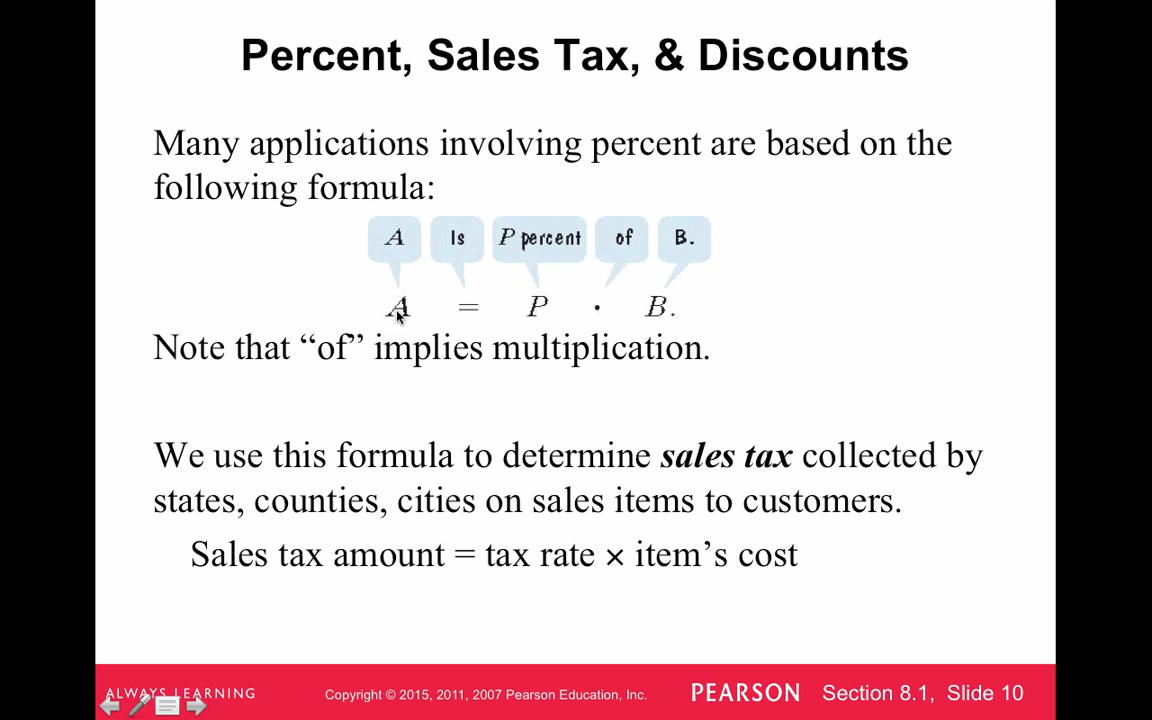 Percent, Sales Tax, & Discounts
Many applications involving percent are based on the
following formula:
A Is P percent of B.
A = P · B.
Note that “of” implies multiplication.
We use this formula to determine sales tax collected by
states, counties, cities on sales items to customers.
Sales tax amount = tax rate × item’s cost
ALWAYS LEARNING Copyright © 2015, 2011, 2007 Pearson Education, Inc. PEARSON Section 8.1, Slide 10